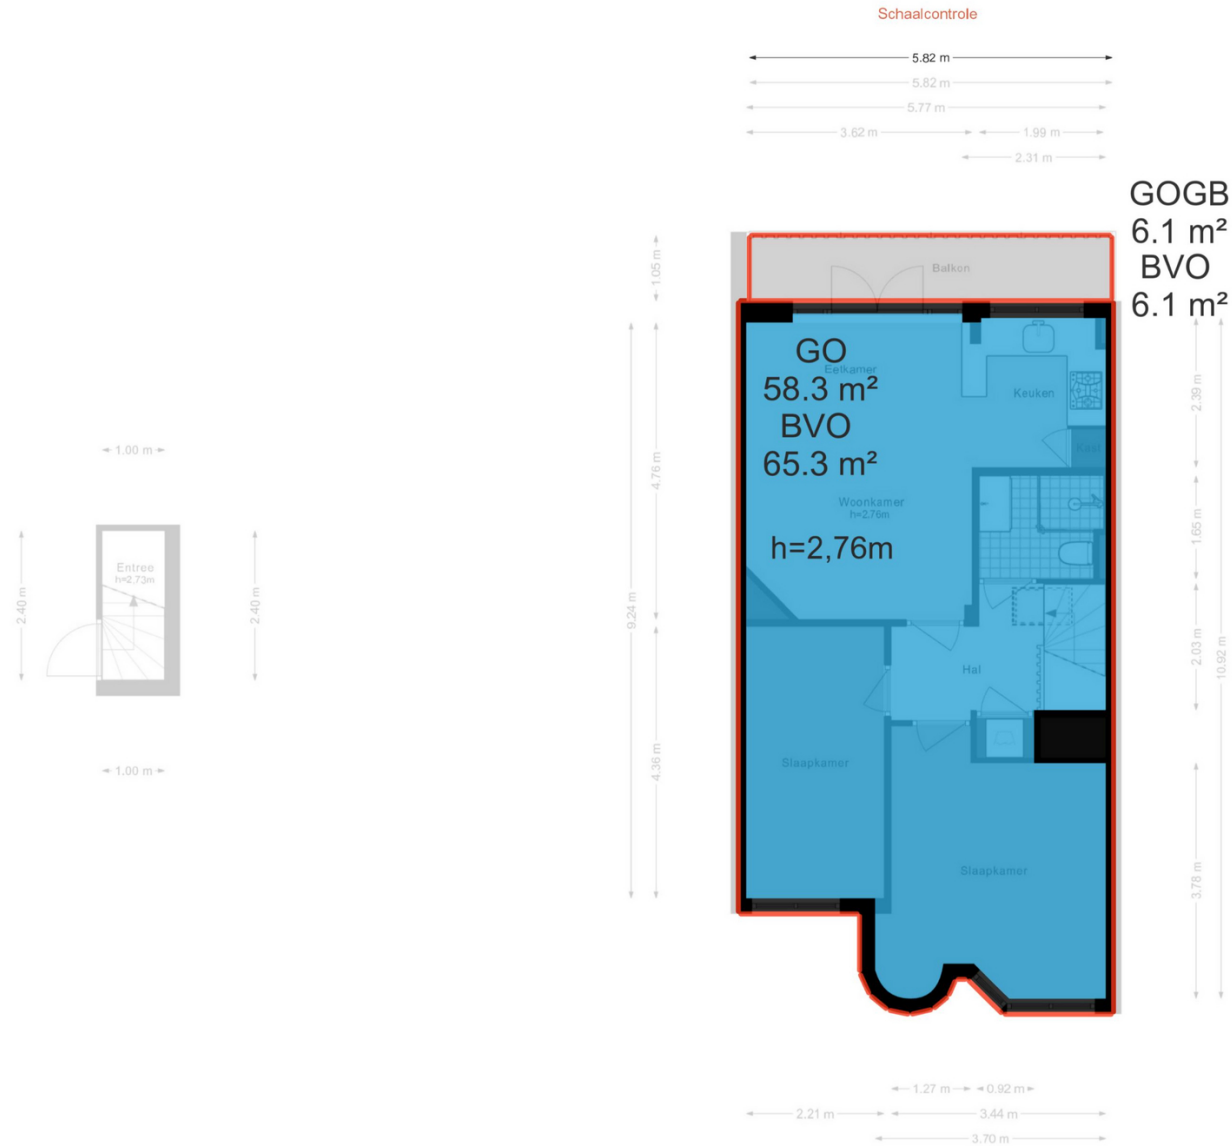 Schaalcontrole
5.82 m
5.82 m
5.77 m
3.62 m
1.99 m
2.31 m
GOGB
6.1 m²
BVO
6.1 m²
1.05 m
Balkon
GO
58.3 m²
BVO
65.3 m²
Eetkamer
Keuken
Kast
2.39 m
4.76 m
Woonkamer
h=2,76m
h=2,76m
1.65 m
1.00 m
Entree
h=2,73m
2.40 m
2.40 m
1.00 m
9.24 m
2.03 m
10.92 m
Hal
4.36 m
Slaapkamer
Slaapkamer
3.78 m
1.27 m
0.92 m
2.21 m
3.44 m
3.70 m